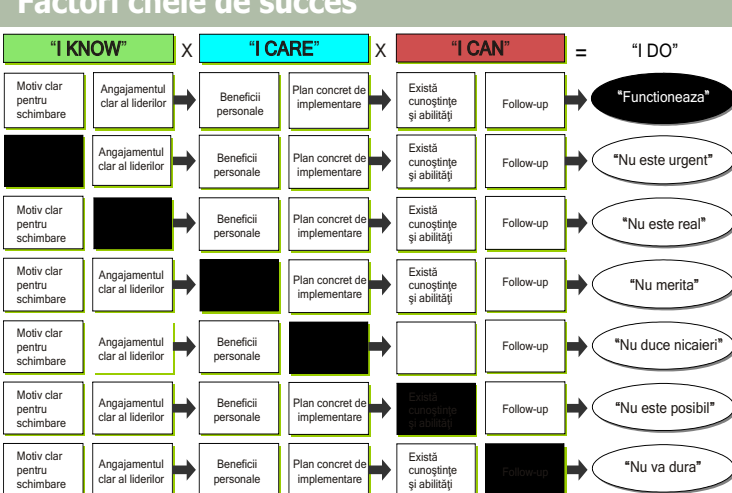 Factori cheie de succes
"I KNOW" X "I CARE" X "I CAN" = "I DO"
Motiv clar
pentru
schimbare
Angajamentul
clar al liderilor
Beneficii
personale
Plan concret de
implementare
Există
cunoştinţe
şi abilităţi
Follow-up
"Functioneaza"
Angajamentul
clar al liderilor
Beneficii
personale
Plan concret de
implementare
Există
cunoştinţe
şi abilităţi
Follow-up
"Nu este urgent"
Motiv clar
pentru
schimbare
Beneficii
personale
Plan concret de
implementare
Există
cunoştinţe
şi abilităţi
Follow-up
"Nu este real"
Motiv clar
pentru
schimbare
Angajamentul
clar al liderilor
Plan concret de
implementare
Există
cunoştinţe
şi abilităţi
Follow-up
"Nu merita"
Motiv clar
pentru
schimbare
Angajamentul
clar al liderilor
Beneficii
personale
Follow-up
"Nu duce nicaieri"
Motiv clar
pentru
schimbare
Angajamentul
clar al liderilor
Beneficii
personale
Plan concret de
implementare
Există
cunoştinţe
şi abilităţi
Follow-up
"Nu este posibil"
Motiv clar
pentru
schimbare
Angajamentul
clar al liderilor
Beneficii
personale
Plan concret de
implementare
Există
cunoştinţe
şi abilităţi
Follow-up
"Nu va dura"